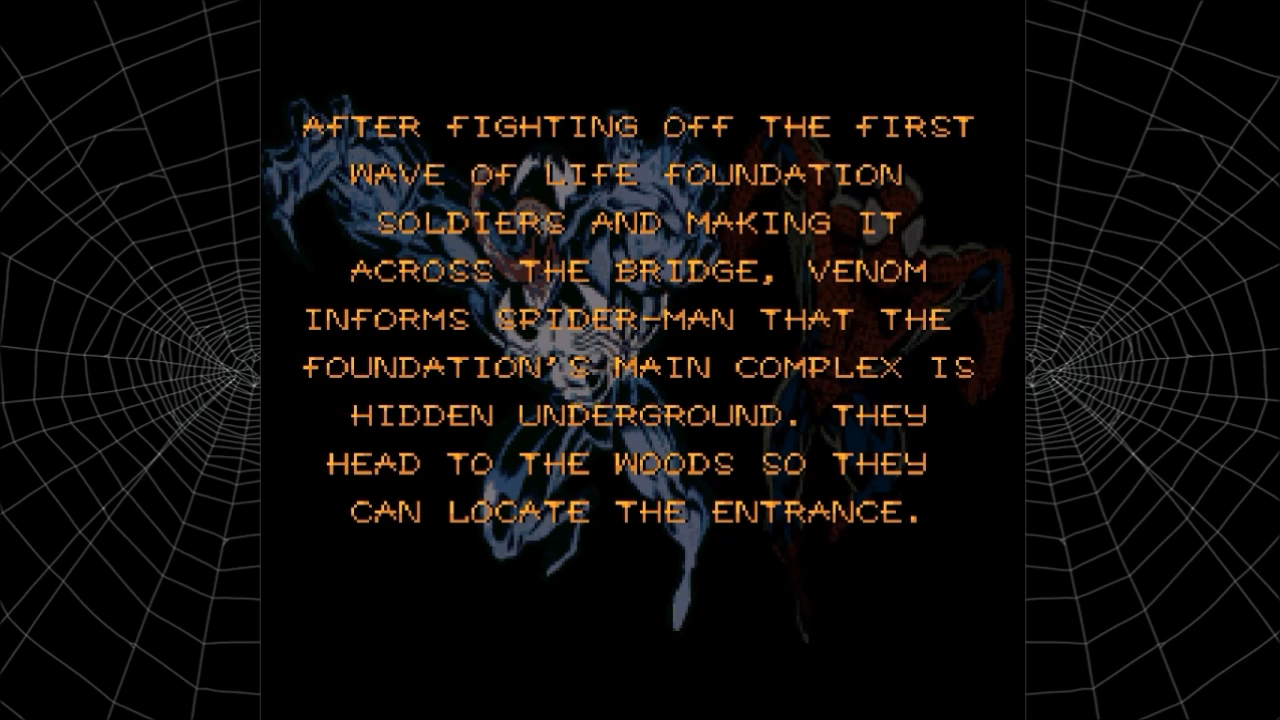 AFTER FIGHTING OFF THE FIRST
WAVE OF LIFE FOUNDATION
SOLDIERS AND MAKING IT
ACROSS THE BRIDGE, VENOM
INFORMS SPIDER-MAN THAT THE
FOUNDATION'S MAIN COMPLEX IS
HIDDEN UNDERGROUND. THEY
HEAD TO THE WOODS SO THEY
CAN LOCATE THE ENTRANCE.